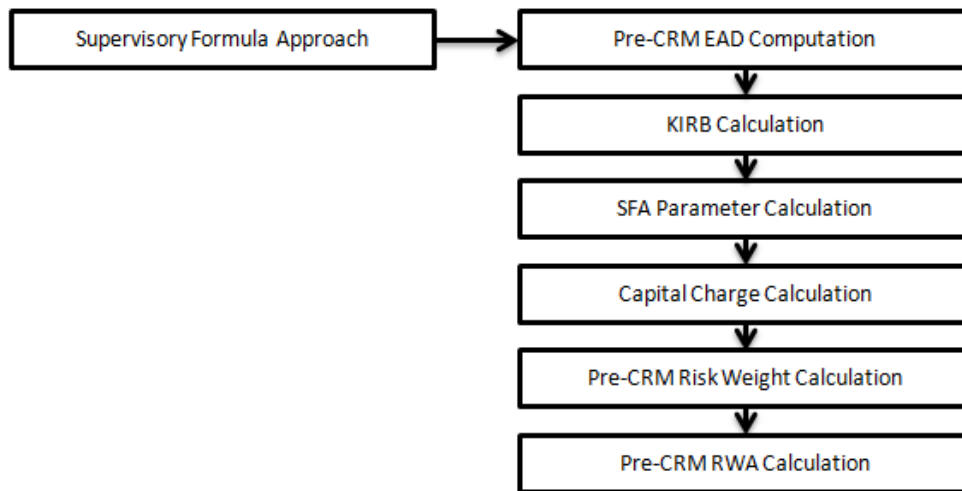 Supervisory Formula Approach
Pre-CRM EAD Computation
KIRB Calculation
SFA Parameter Calculation
Capital Charge Calculation
Pre-CRM Risk Weight Calculation
Pre-CRM RWA Calculation